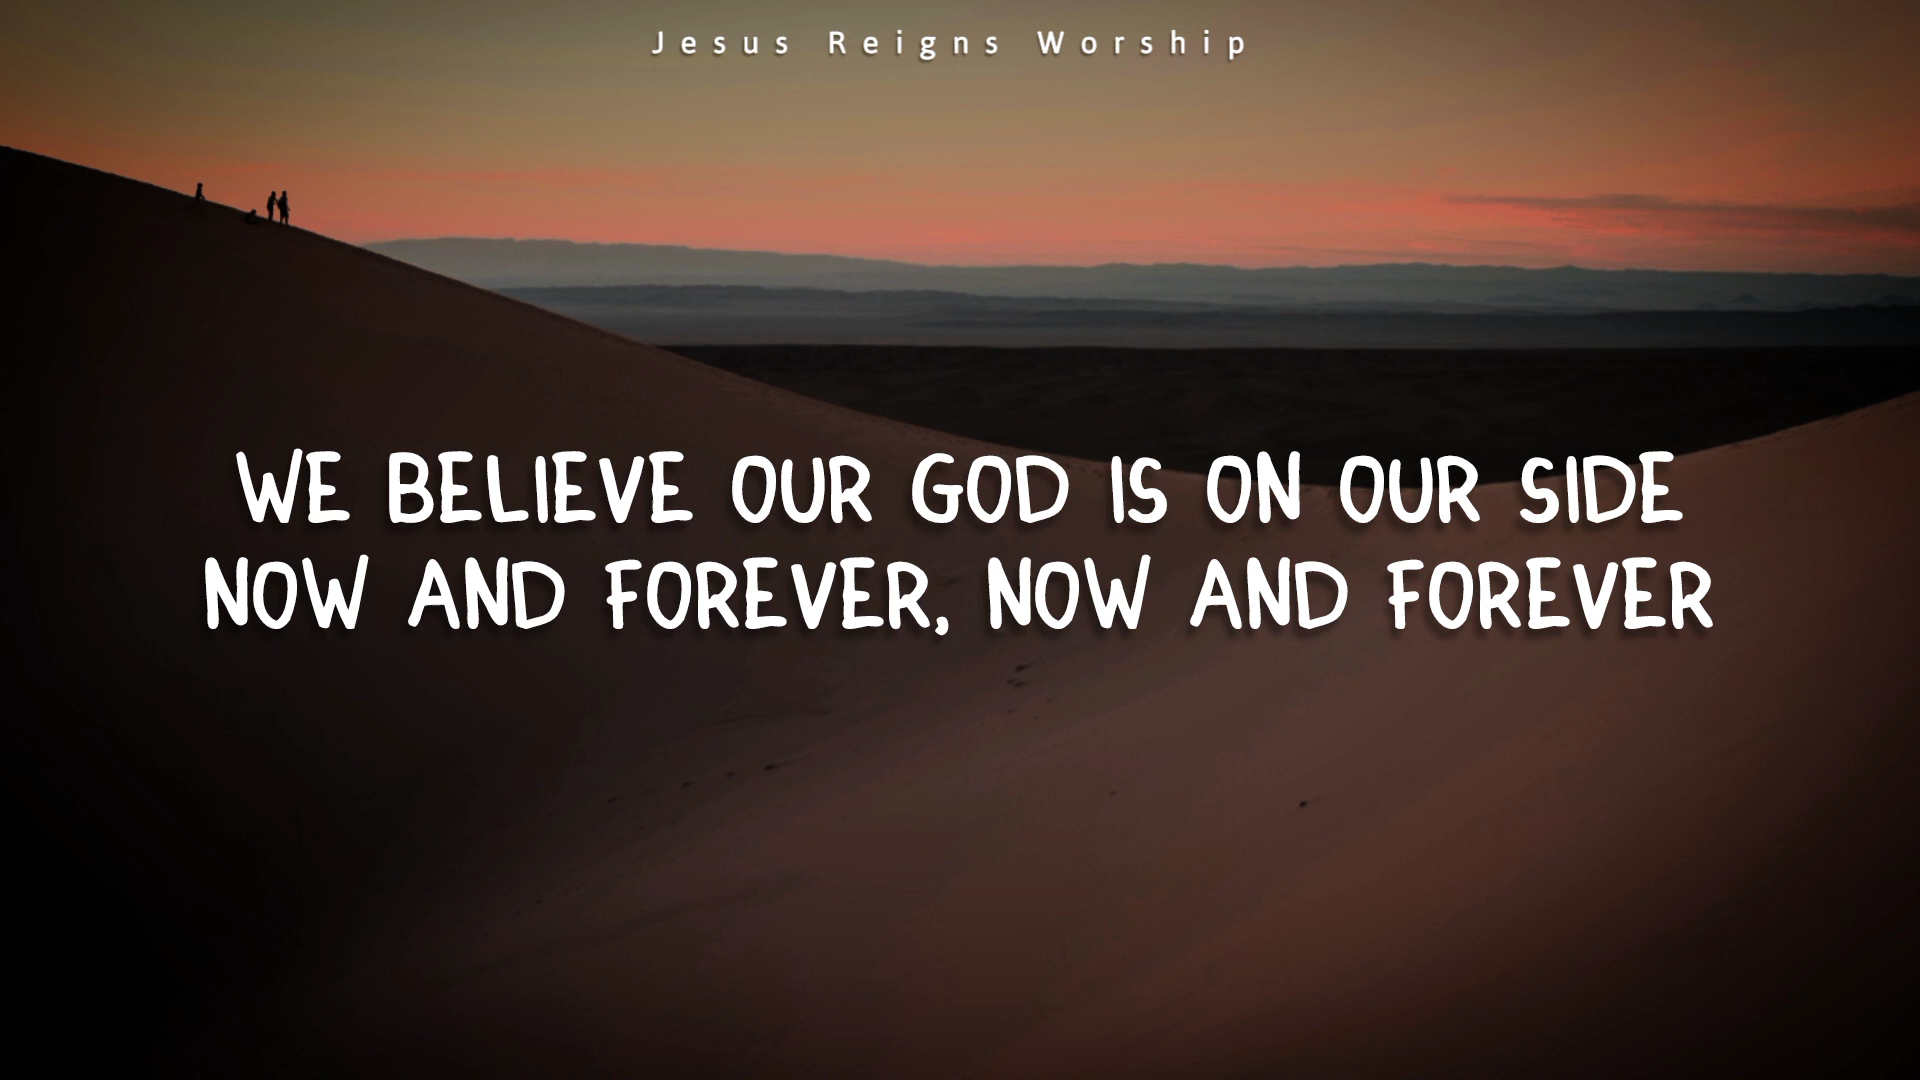 Jesus Reigns Worship
WE BELIEVE OUR GOD IS ON OUR SIDE
NOW AND FOREVER, NOW AND FOREVER